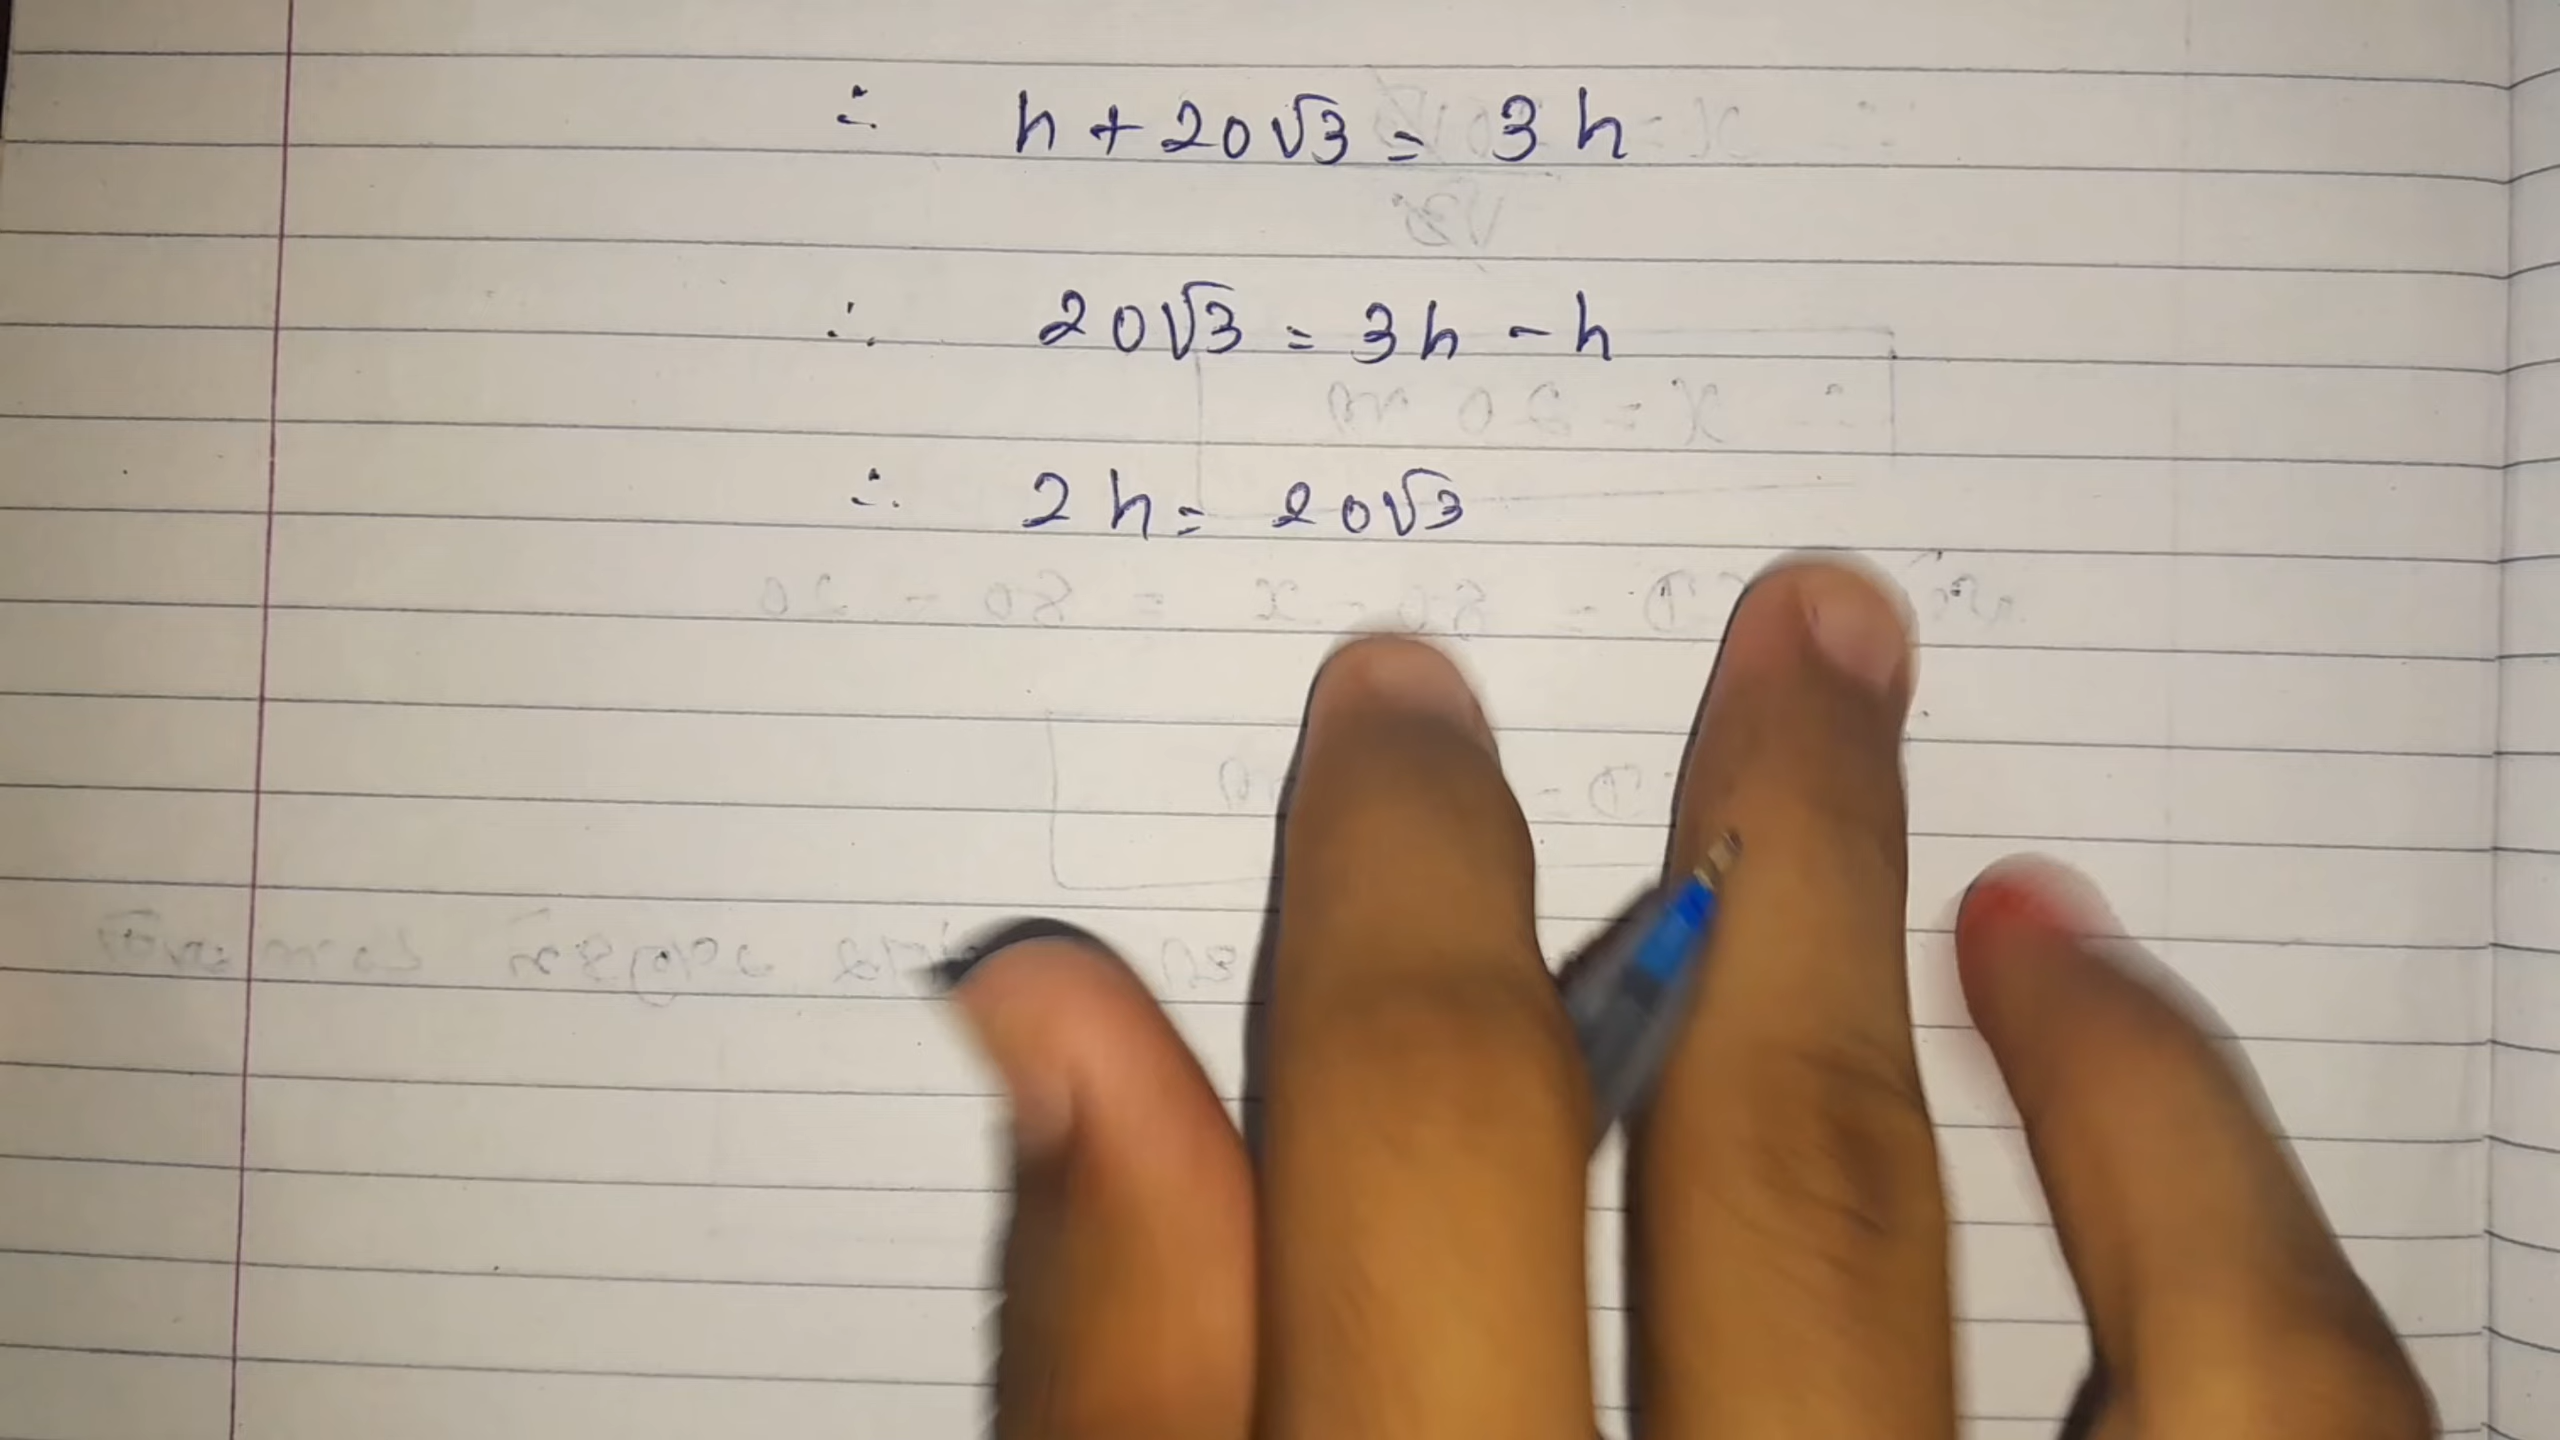 ∴ h + 20√3 = 3h
∴ 20√3 = 3h - h
∴ 2h = 20√3